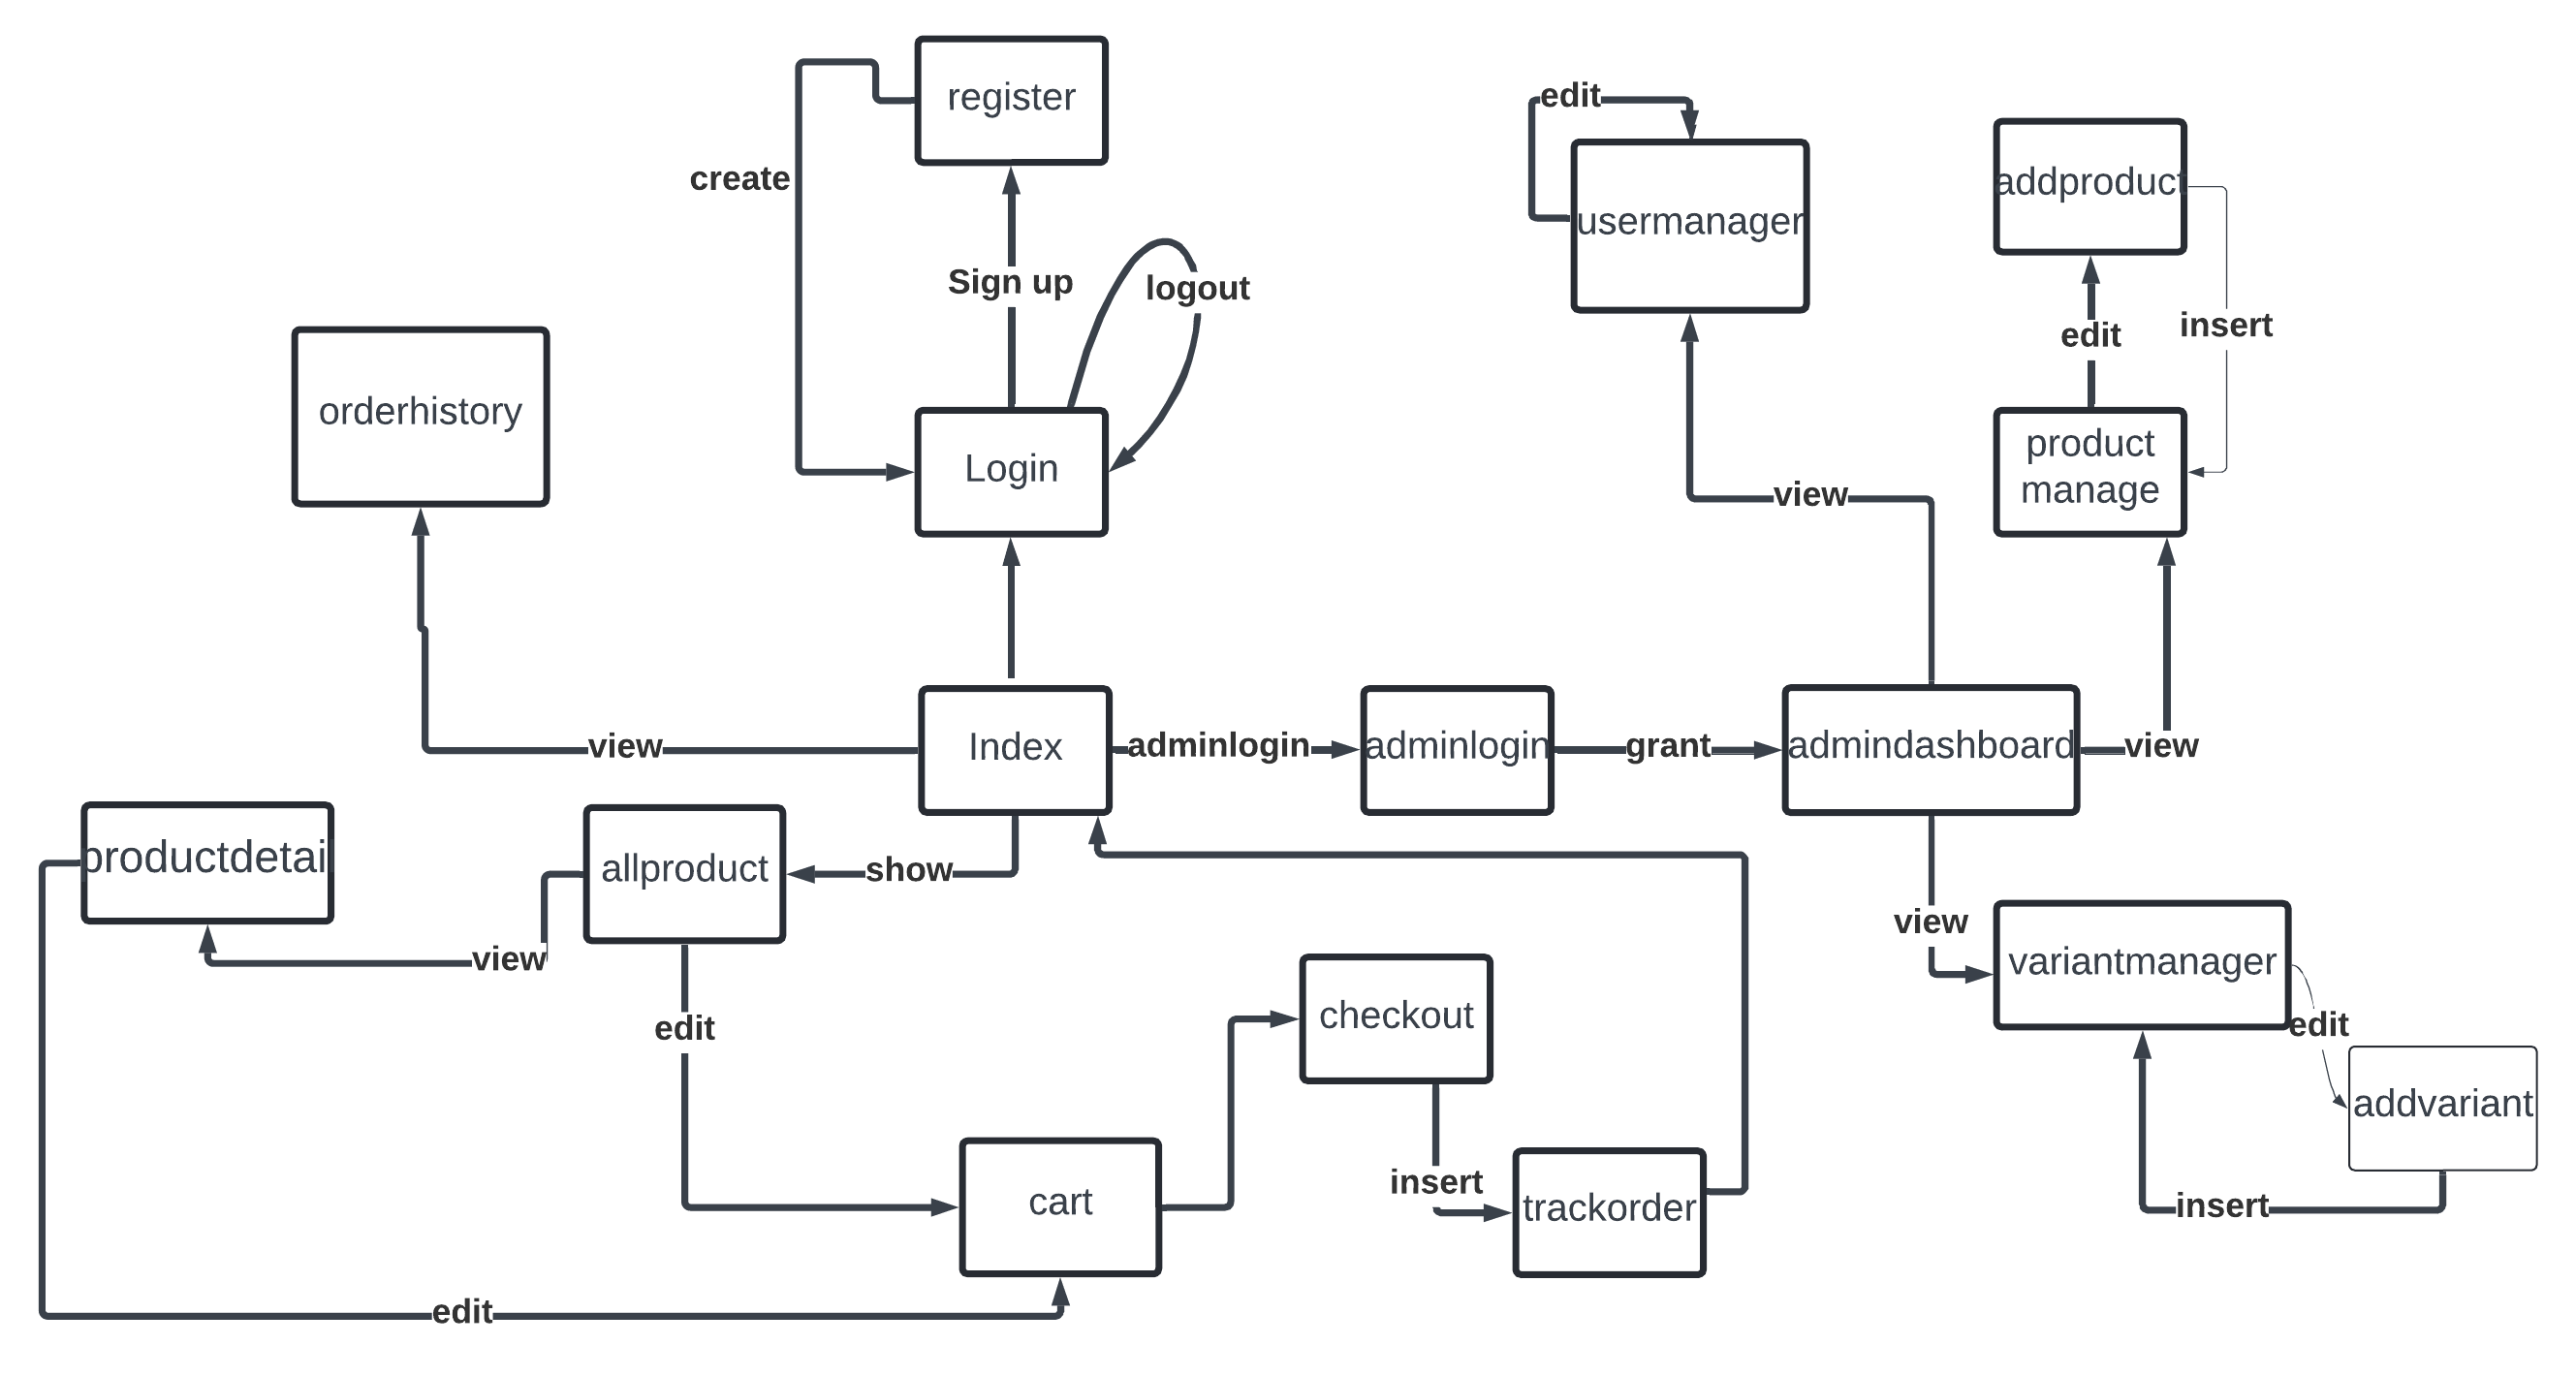 register
edit
addproduct
create
usermanager
Sign up
logout
insert
edit
orderhistory
Login
product
manage
view
view
Index
adminlogin
adminlogin
grant
admindashboard
view
productdetail
allproduct
show
view
view
variantmanager
edit
checkout
edit
addvariant
cart
insert
trackorder
insert
edit